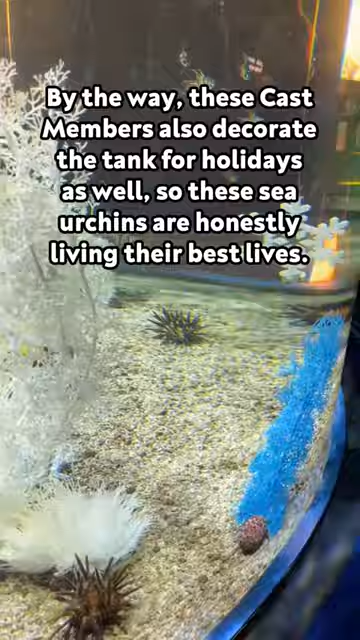 By the way, these Cast
Members also decorate
the tank for holidays
as well, so these sea
urchins are honestly
living their best lives.